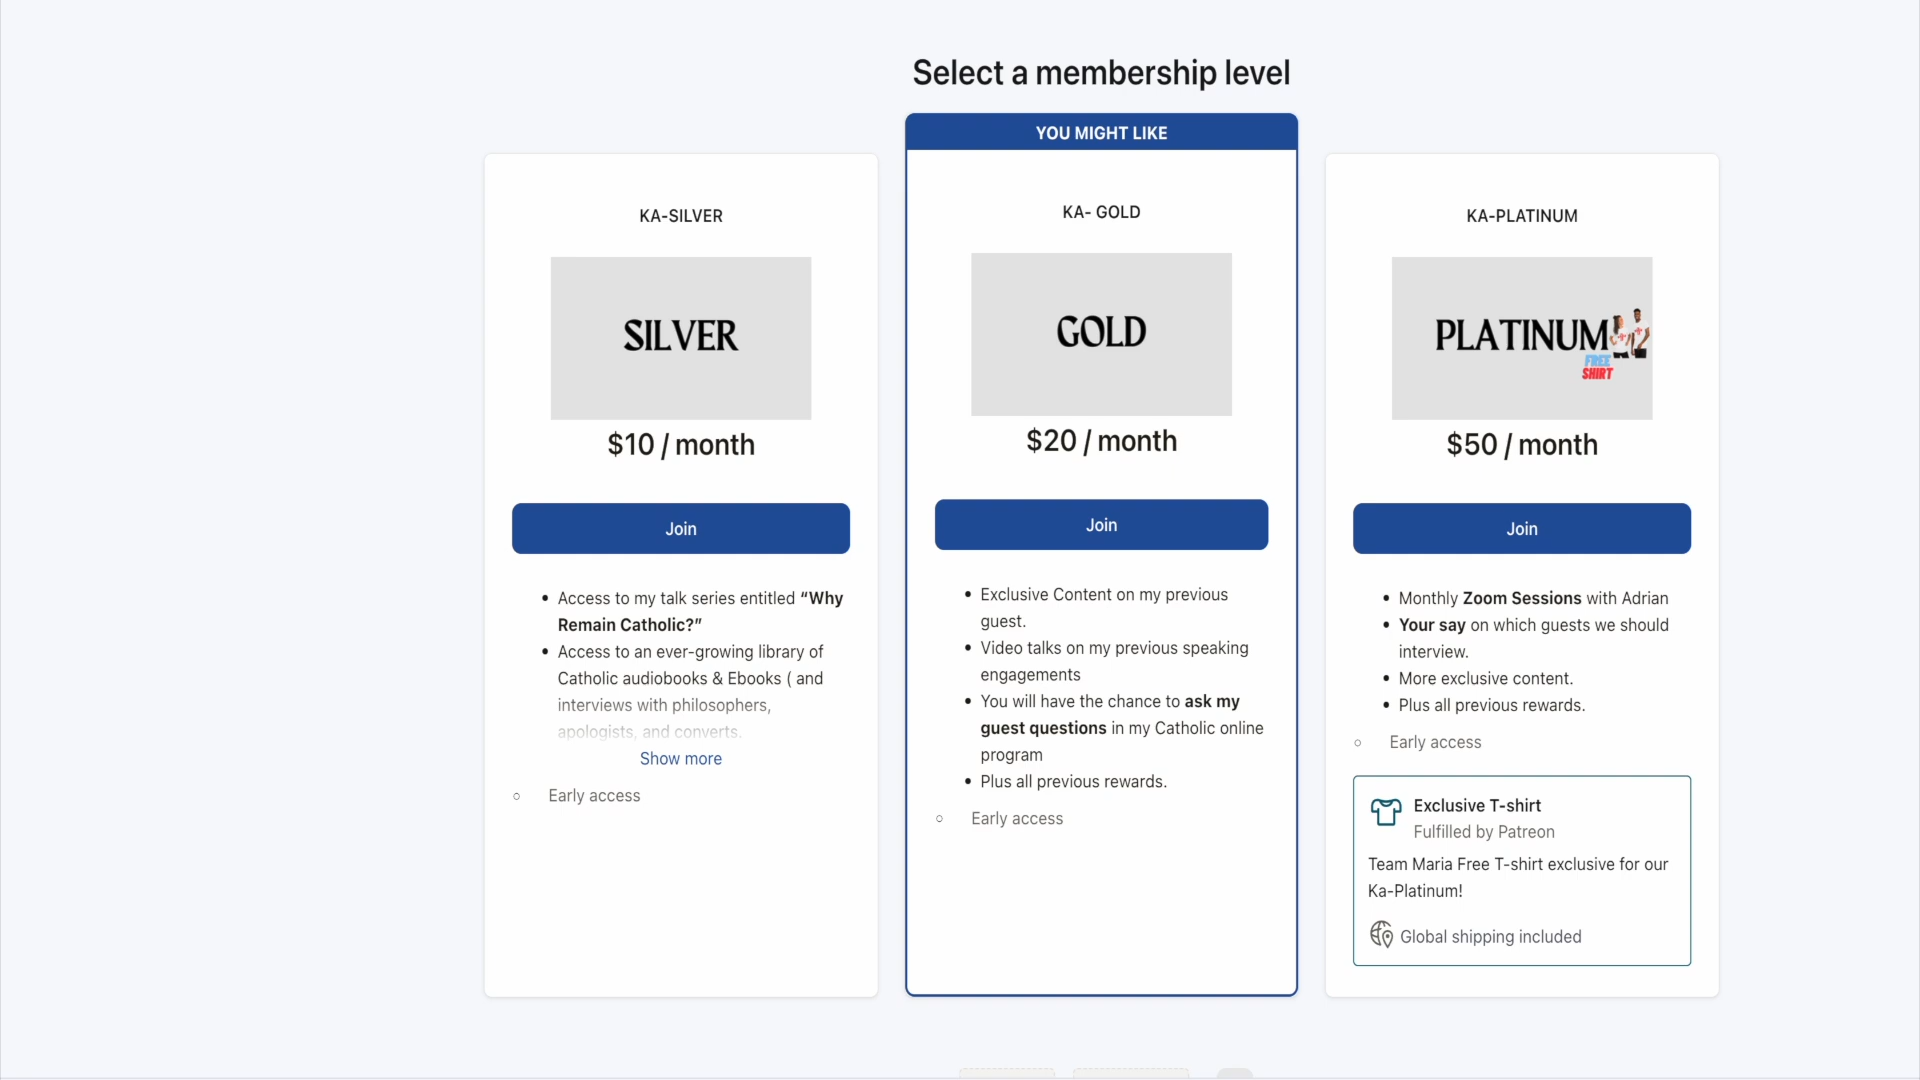 Select a membership level
KA-SILVER
SILVER
$10 / month
Join
• Access to my talk series entitled “Why
Remain Catholic?”
• Access to an ever-growing library of
Catholic audiobooks & Ebooks ( and
interviews with philosophers,
apologists, and converts.
Show more
Early access
YOU MIGHT LIKE
KA- GOLD
GOLD
$20 / month
Join
• Exclusive Content on my previous
guest.
• Video talks on my previous speaking
engagements
• You will have the chance to ask my
guest questions in my Catholic online
program
• Plus all previous rewards.
Early access
KA-PLATINUM
PLATINUM
FREE
SHIRT
$50 / month
Join
• Monthly Zoom Sessions with Adrian
• Your say on which guests we should
interview.
• More exclusive content.
• Plus all previous rewards.
Early access
Exclusive T-shirt
Fulfilled by Patreon
Team Maria Free T-shirt exclusive for our
Ka-Platinum!
Global shipping included